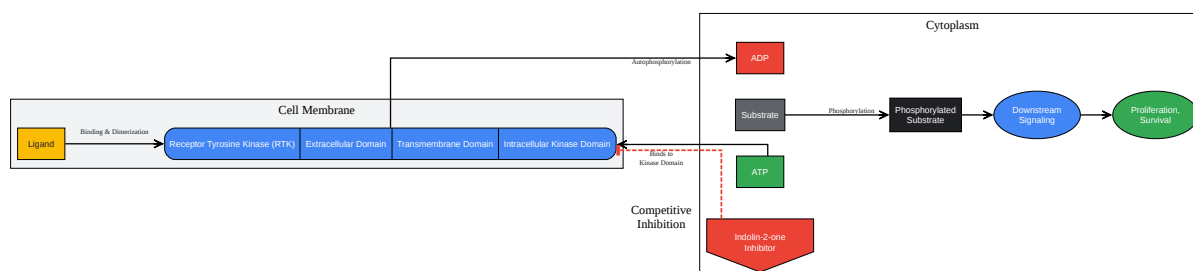 Cytoplasm
ADP
Autophosphorylation
Cell Membrane
Ligand
Binding & Dimerization
Receptor Tyrosine Kinase (RTK)
Extracellular Domain
Transmembrane Domain
Intracellular Kinase Domain
Substrate
Phosphorylation
Phosphorylated
Substrate
Downstream
Signaling
Proliferation,
Survival
Binds to
Kinase Domain
ATP
Competitive
Inhibition
Indolin-2-one
Inhibitor